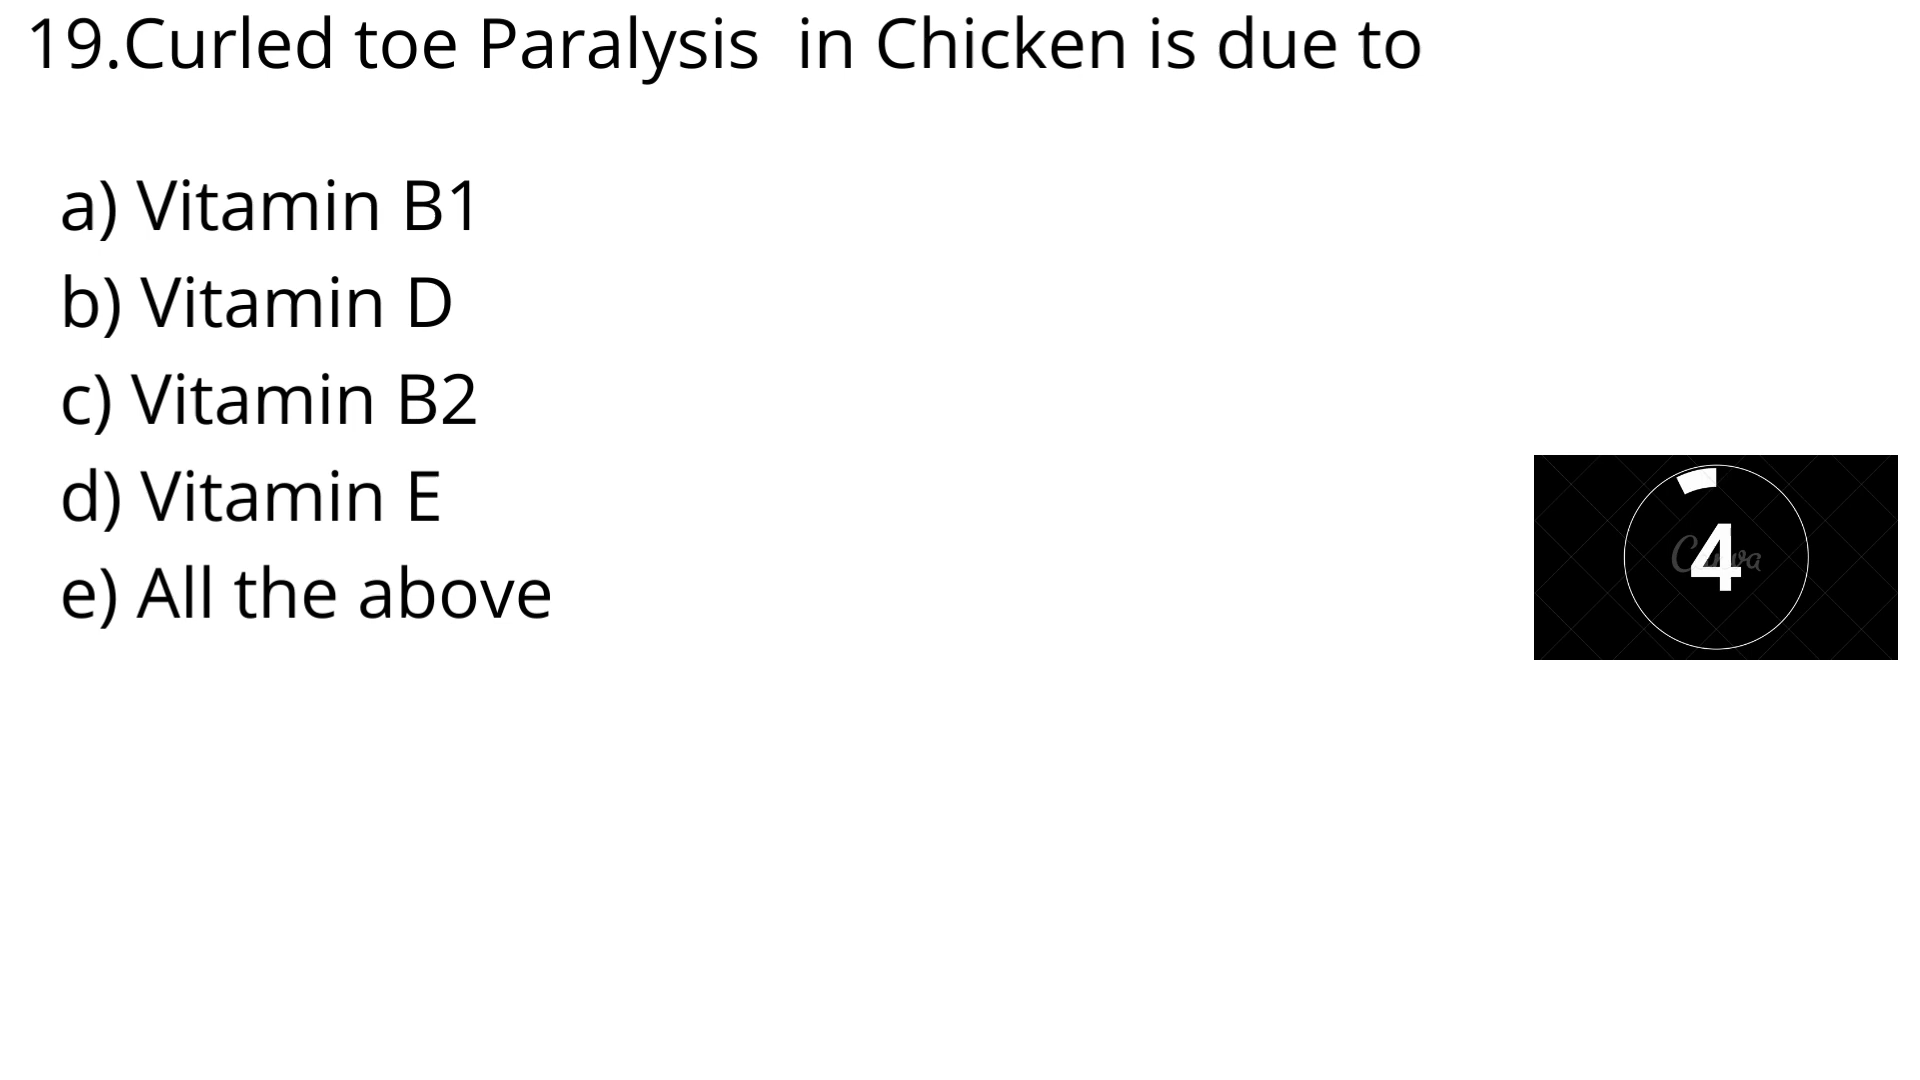 19.Curled toe Paralysis  in Chicken is due to
a) Vitamin B1
b) Vitamin D
c) Vitamin B2
d) Vitamin E
e) All the above
4
Canva